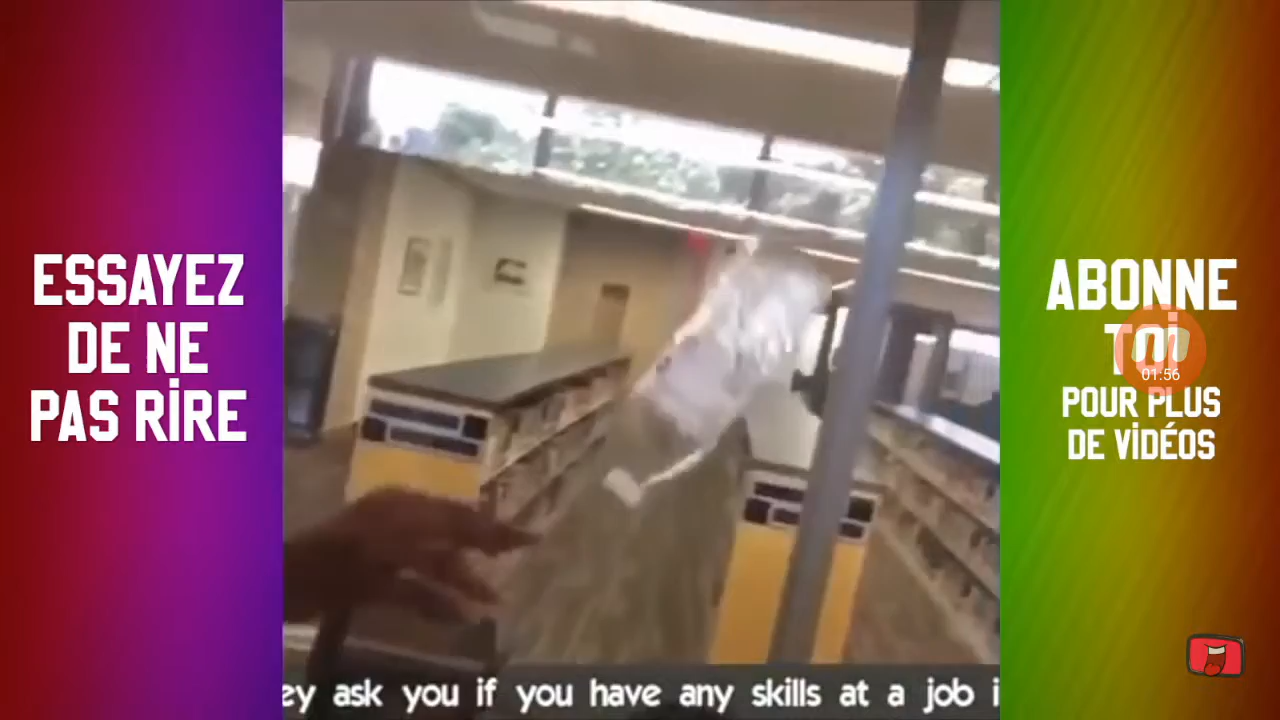 ESSAYEZ
DE NE
PAS RİRE
ABONNE
TOİ
01:56
POUR PLUS
DE VİDÉOS
ey ask you if you have any skills at a job i